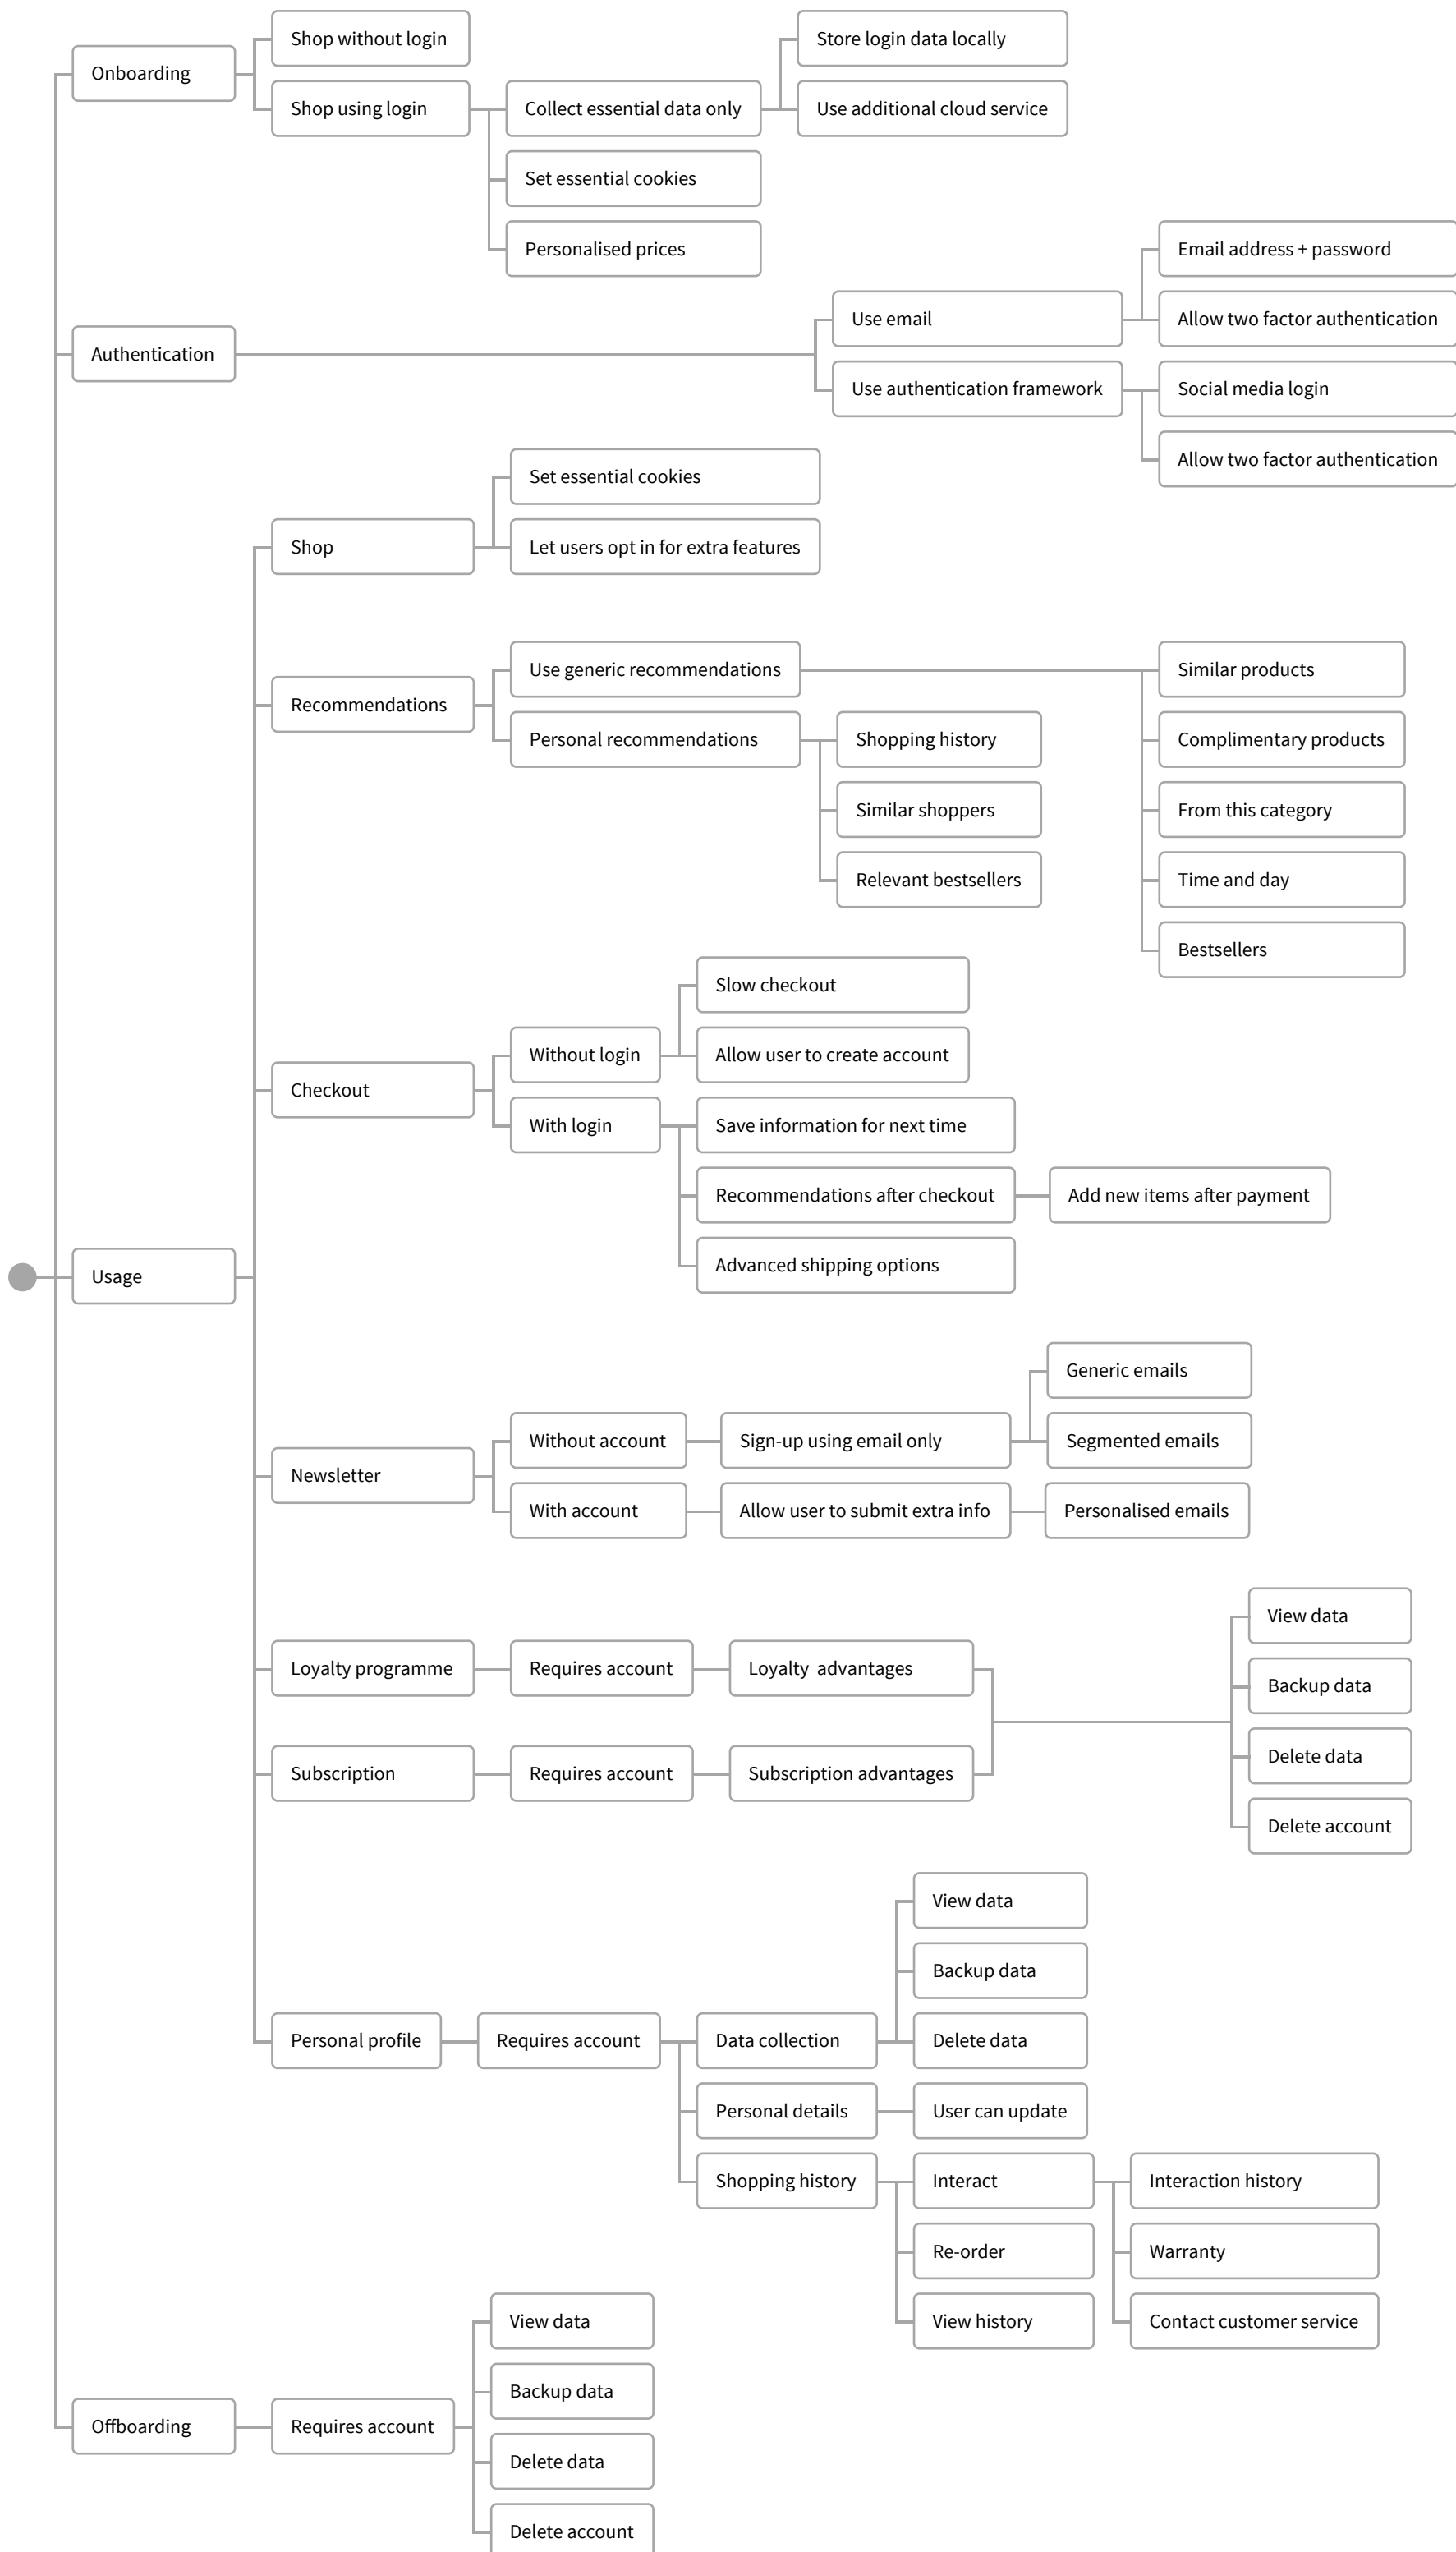 Onboarding
Shop without login
Shop using login
Collect essential data only
Store login data locally
Use additional cloud service
Set essential cookies
Personalised prices
Authentication
Use email
Email address + password
Allow two factor authentication
Use authentication framework
Social media login
Allow two factor authentication
Usage
Shop
Set essential cookies
Let users opt in for extra features
Recommendations
Use generic recommendations
Similar products
Complimentary products
From this category
Time and day
Bestsellers
Personal recommendations
Shopping history
Similar shoppers
Relevant bestsellers
Checkout
Without login
Slow checkout
Allow user to create account
With login
Save information for next time
Recommendations after checkout
Add new items after payment
Advanced shipping options
Newsletter
Without account
Sign-up using email only
Generic emails
Segmented emails
With account
Allow user to submit extra info
Personalised emails
Loyalty programme
Requires account
Loyalty advantages
Subscription
Requires account
Subscription advantages
View data
Backup data
Delete data
Delete account
Personal profile
Requires account
Data collection
View data
Backup data
Delete data
Personal details
User can update
Shopping history
Interact
Interaction history
Warranty
Contact customer service
Re-order
View history
Offboarding
Requires account
View data
Backup data
Delete data
Delete account